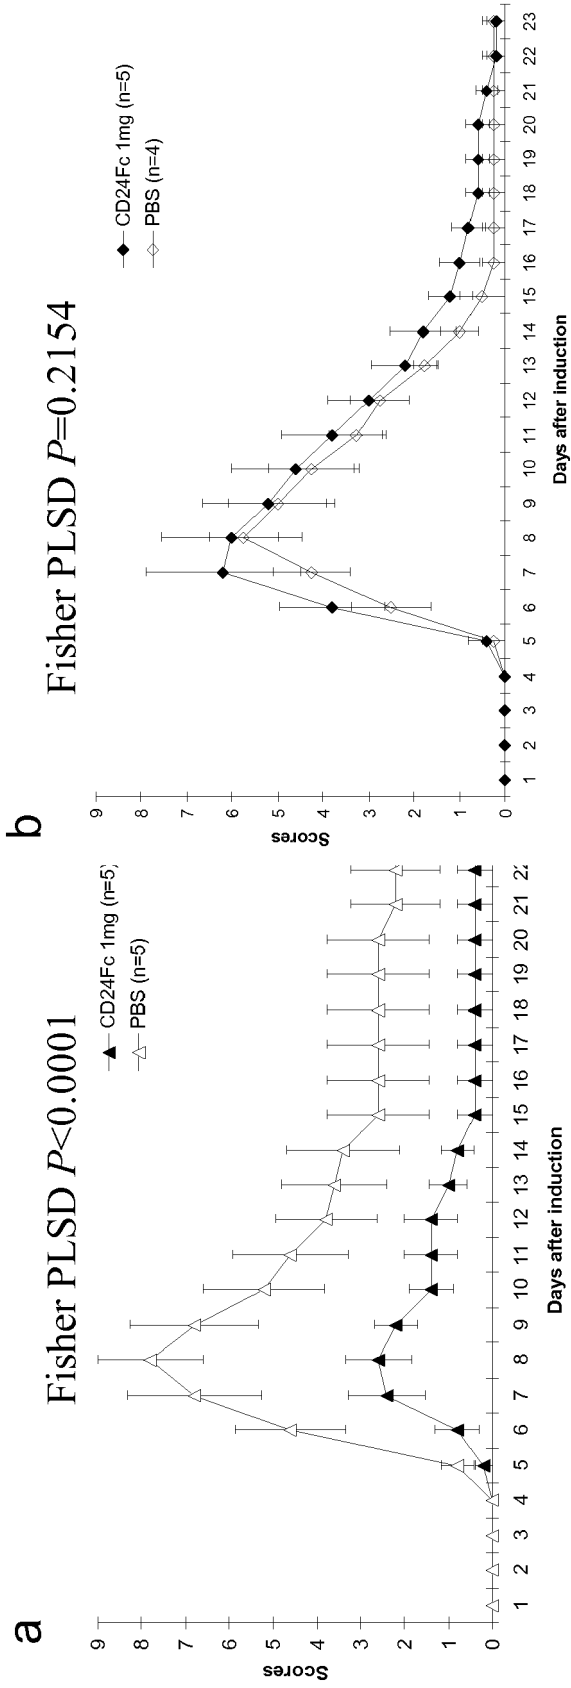 a
Fisher PLSD P<0.0001
CD24Fc 1mg (n=5)
PBS (n=5)
Scores
9
8
7
6
5
4
3
2
1
0
1 2 3 4 5 6 7 8 9 10 11 12 13 14 15 16 17 18 19 20 21 22
Days after induction
b
Fisher PLSD P=0.2154
CD24Fc 1mg (n=5)
PBS (n=4)
Scores
9
8
7
6
5
4
3
2
1
0
1 2 3 4 5 6 7 8 9 10 11 12 13 14 15 16 17 18 19 20 21 22 23
Days after induction